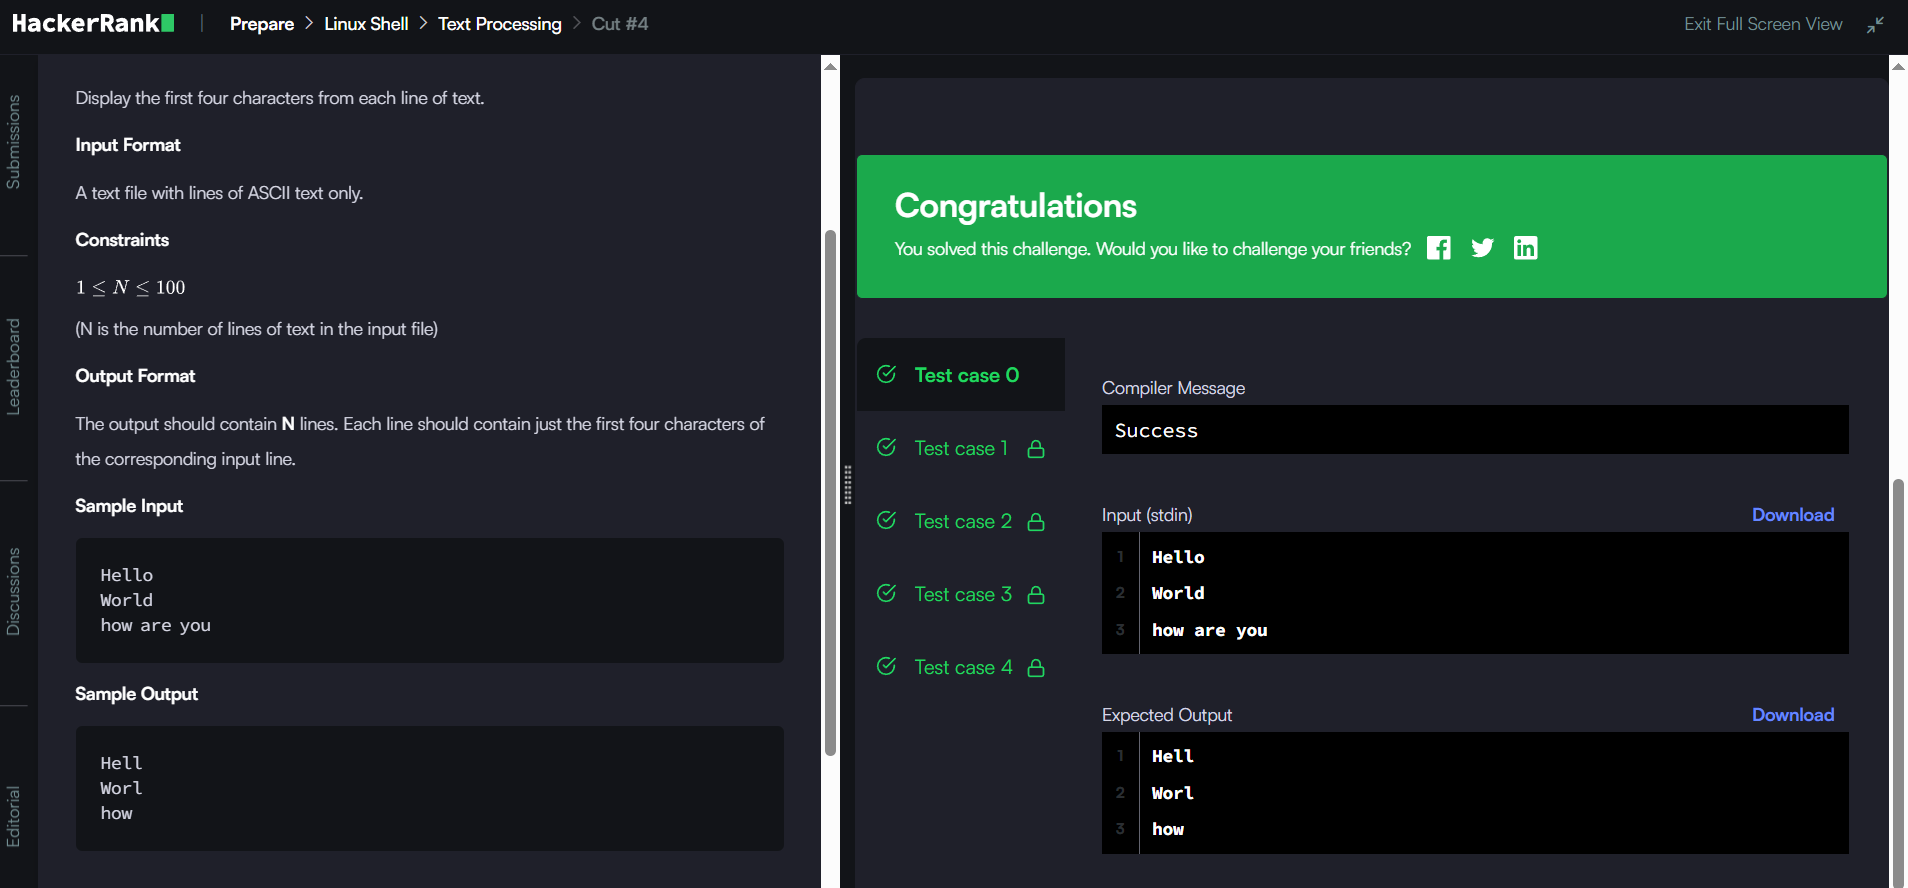 HackerRank
Prepare > Linux Shell > Text Processing > Cut #4
Exit Full Screen View
Submissions
Leaderboard
Discussions
Editorial
Display the first four characters from each line of text.
Input Format
A text file with lines of ASCII text only.
Constraints
1 ≤ N ≤ 100
(N is the number of lines of text in the input file)
Output Format
The output should contain N lines. Each line should contain just the first four characters of
the corresponding input line.
Sample Input
Hello
World
how are you
Sample Output
Hell
Worl
how
Congratulations
You solved this challenge. Would you like to challenge your friends?
Test case 0
Test case 1
Test case 2
Test case 3
Test case 4
Compiler Message
Success
Input (stdin)
Download
1 Hello
2 World
3 how are you
Expected Output
Download
1 Hell
2 Worl
3 how